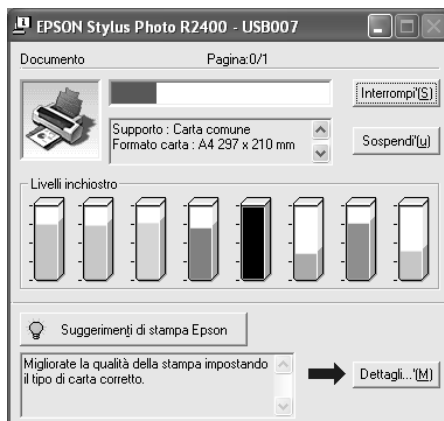 EPSON Stylus Photo R2400 - USB007
Documento Pagina:0/1
Interrompi'(S)
Supporto : Carta comune
Formato carta : A4 297 x 210 mm
Sospendi'(u)
Livelli inchiostro
Suggerimenti di stampa Epson
Migliorate la qualità della stampa impostando
il tipo di carta corretto.
Dettagli...'(M)